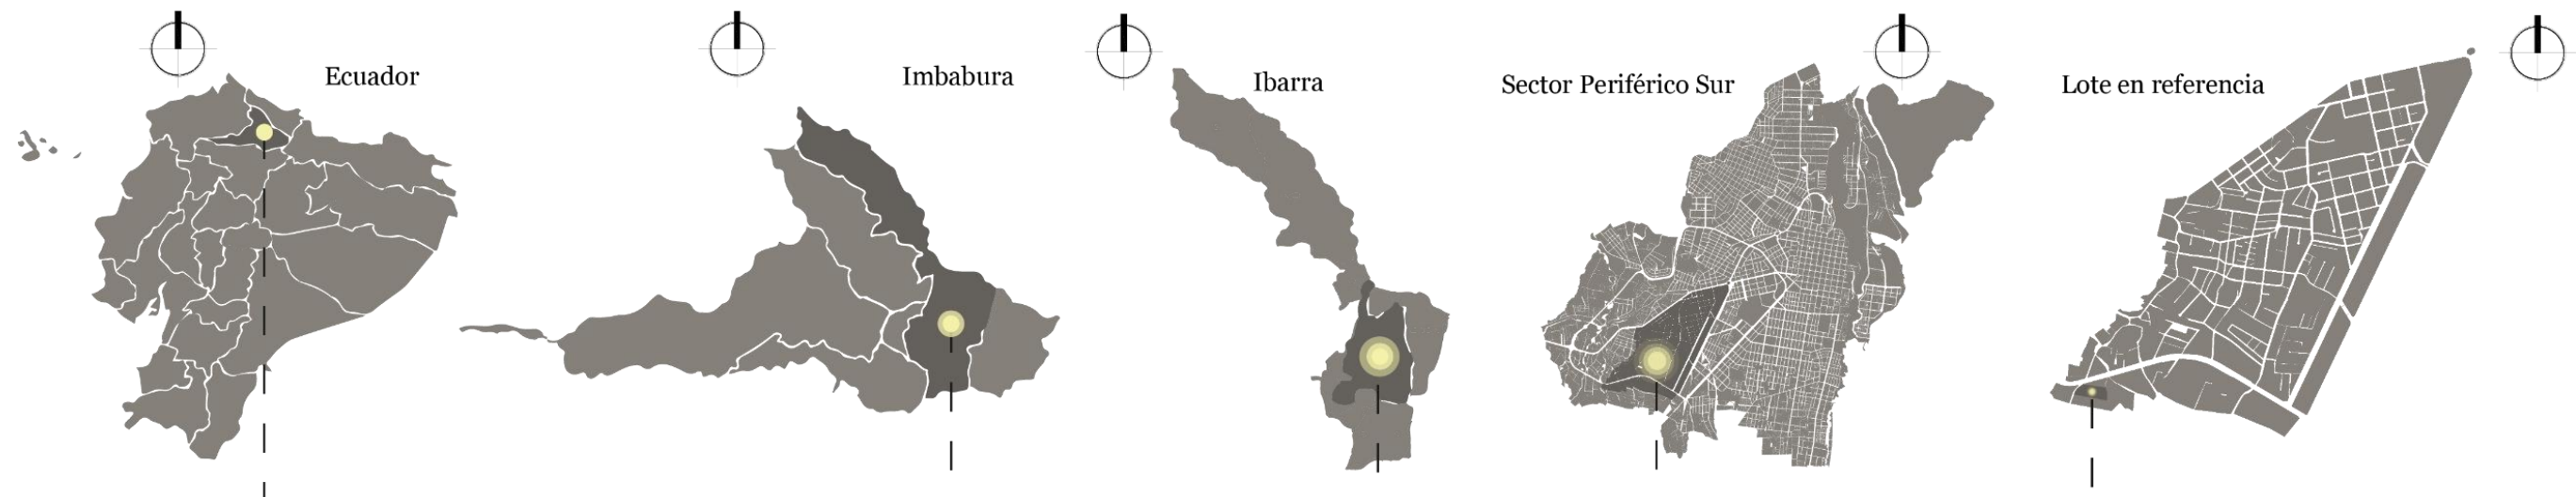 Ecuador
Imbabura
Ibarra
Sector Periférico Sur
Lote en referencia